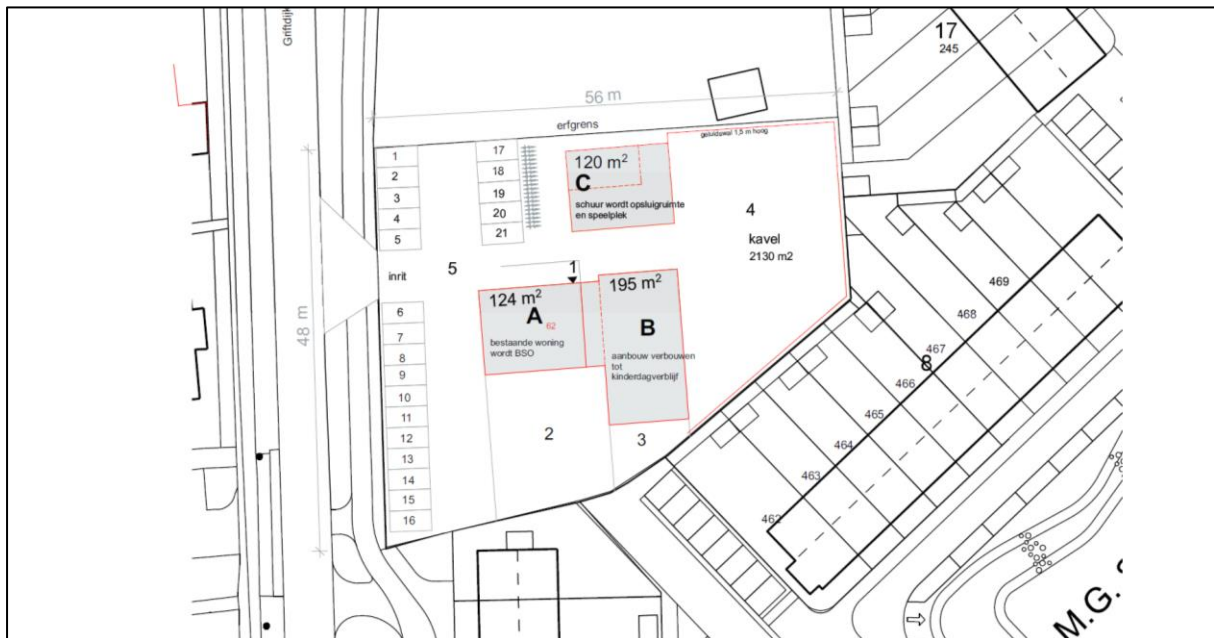 Griftdijk
17
245
56 m
erfgrens
geluidswal 1,5 m hoog
1
2
3
4
5
17
18
19
20
21
120 m2
C
schuur wordt opsluigruimte
en speelplek
4
kavel
2130 m2
inrit
5
1
48 m
124 m2
A
62
bestaande woning
wordt BSO
195 m2
B
aanbouw verbouwen
tot
kinderdagverblijf
6
7
8
9
10
11
12
13
14
15
16
2
3
469
468
467
8
466
465
464
463
462
M.G.